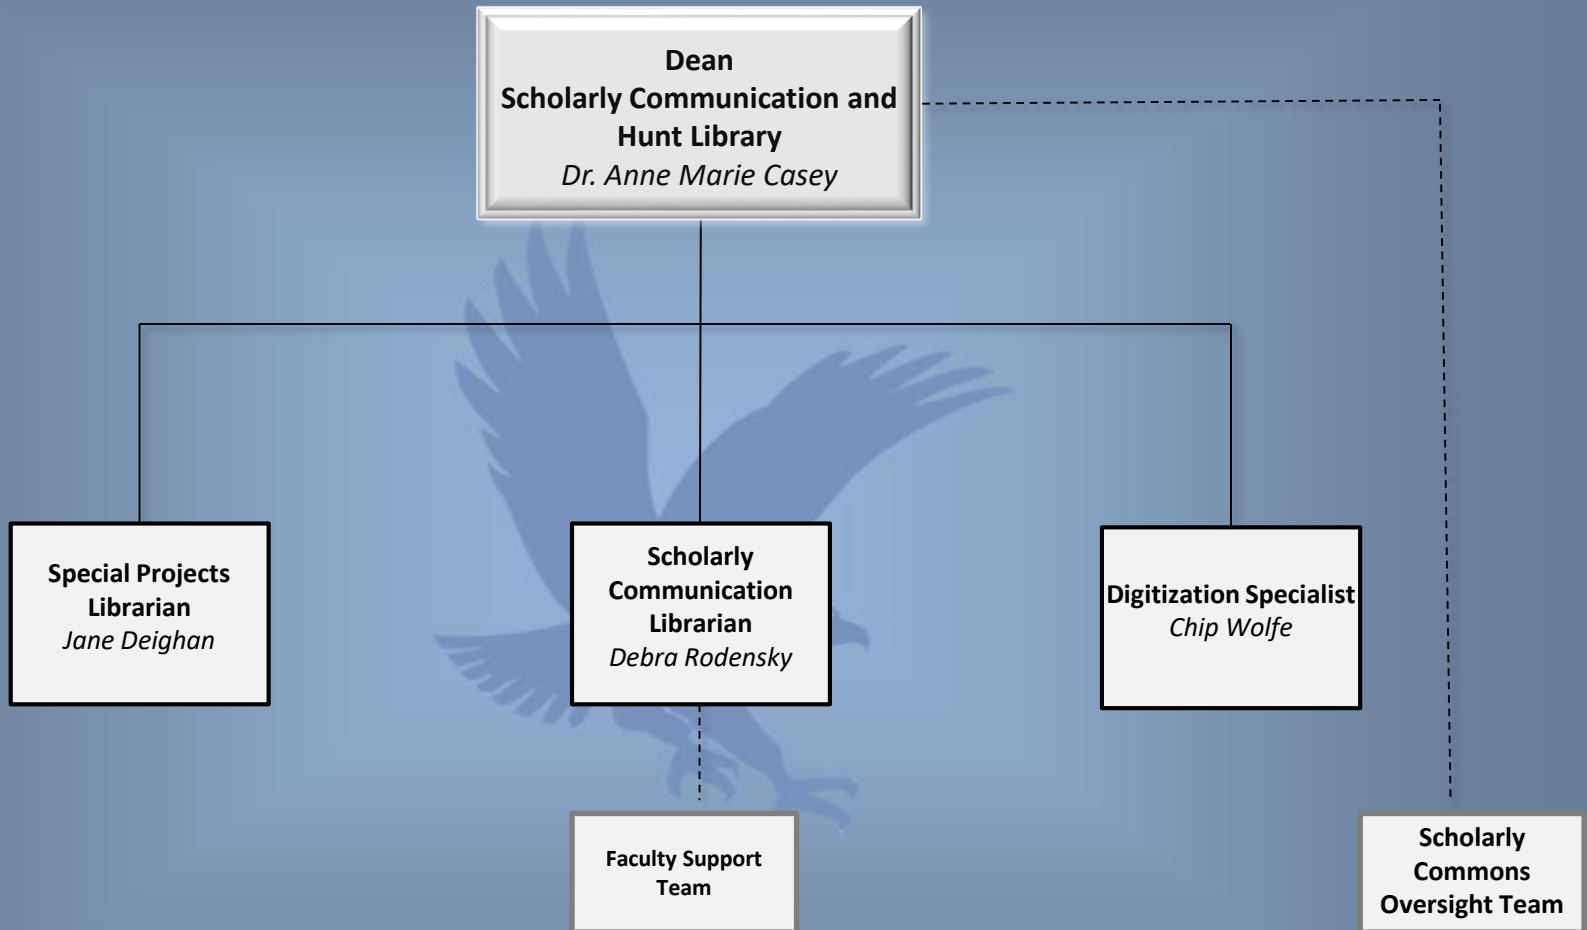 Dean
Scholarly Communication and
Hunt Library
Dr. Anne Marie Casey
Special Projects
Librarian
Jane Deighan
Scholarly
Communication
Librarian
Debra Rodensky
Digitization Specialist
Chip Wolfe
Faculty Support
Team
Scholarly
Commons
Oversight Team